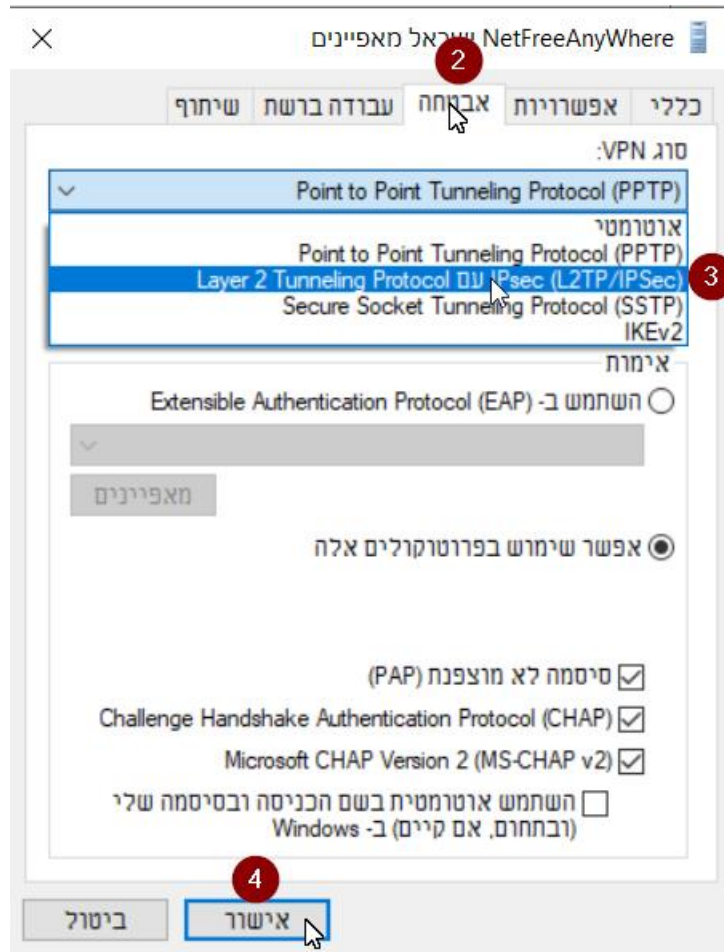 NetFreeAnyWhere ישראל מאפיינים
2
כללי אפשרויות אבטחה עבודה ברשת שיתוף
סוג VPN:
Point to Point Tunneling Protocol (PPTP)
אוטומטי
Point to Point Tunneling Protocol (PPTP)
Layer 2 Tunneling Protocol עם IPsec (L2TP/IPSec)
3
Secure Socket Tunneling Protocol (SSTP)
IKEv2
אימות
השתמש ב- Extensible Authentication Protocol (EAP)
מאפיינים
אפשר שימוש בפרוטוקולים אלה
סיסמה לא מוצפנת (PAP)
Challenge Handshake Authentication Protocol (CHAP)
Microsoft CHAP Version 2 (MS-CHAP v2)
השתמש אוטומטית בשם הכניסה ובסיסמה שלי
(ובתחום, אם קיים) ב- Windows
4
אישור ביטול